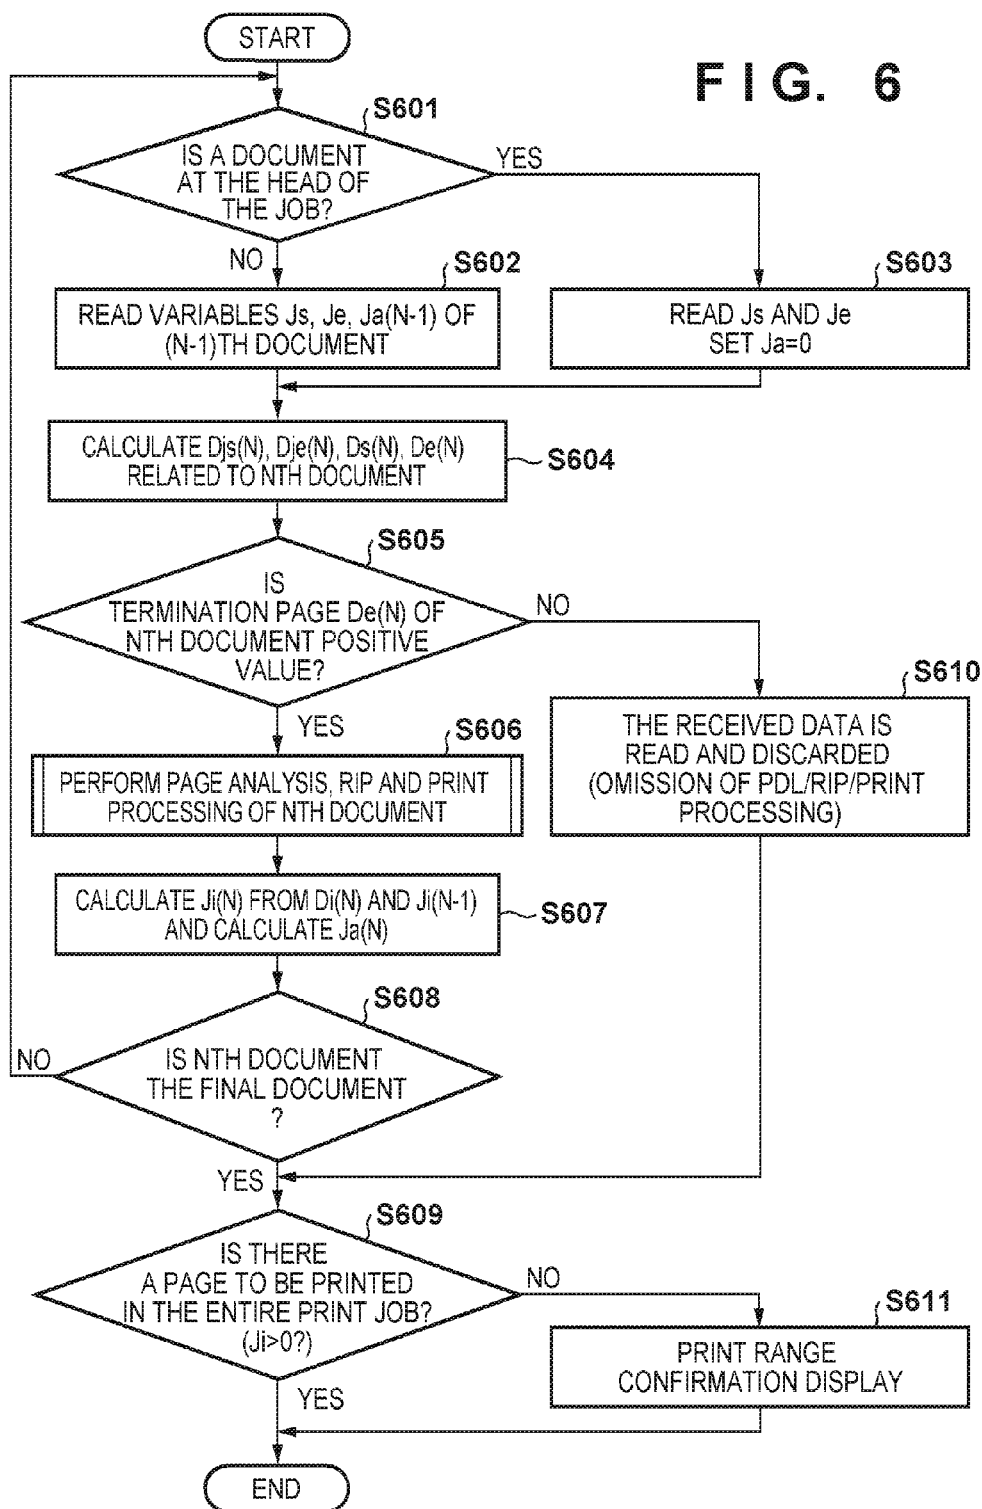 START
FIG. 6
S601
IS A DOCUMENT
AT THE HEAD OF
THE JOB?
YES
NO
S602
READ VARIABLES Js, Je, Ja(N-1) OF
(N-1)TH DOCUMENT
S603
READ Js AND Je
SET Ja=0
CALCULATE Djs(N), Dje(N), Ds(N), De(N)
RELATED TO NTH DOCUMENT
S604
S605
IS
TERMINATION PAGE De(N) OF
NTH DOCUMENT POSITIVE
VALUE?
NO
YES
S606
PERFORM PAGE ANALYSIS, RIP AND PRINT
PROCESSING OF NTH DOCUMENT
S610
THE RECEIVED DATA IS
READ AND DISCARDED
(OMISSION OF PDL/RIP/PRINT
PROCESSING)
CALCULATE Ji(N) FROM Di(N) AND Ji(N-1)
AND CALCULATE Ja(N)
S607
S608
IS NTH DOCUMENT
THE FINAL DOCUMENT
?
NO
YES
S609
IS THERE
A PAGE TO BE PRINTED
IN THE ENTIRE PRINT JOB?
(Ji>0?)
NO
YES
S611
PRINT RANGE
CONFIRMATION DISPLAY
END